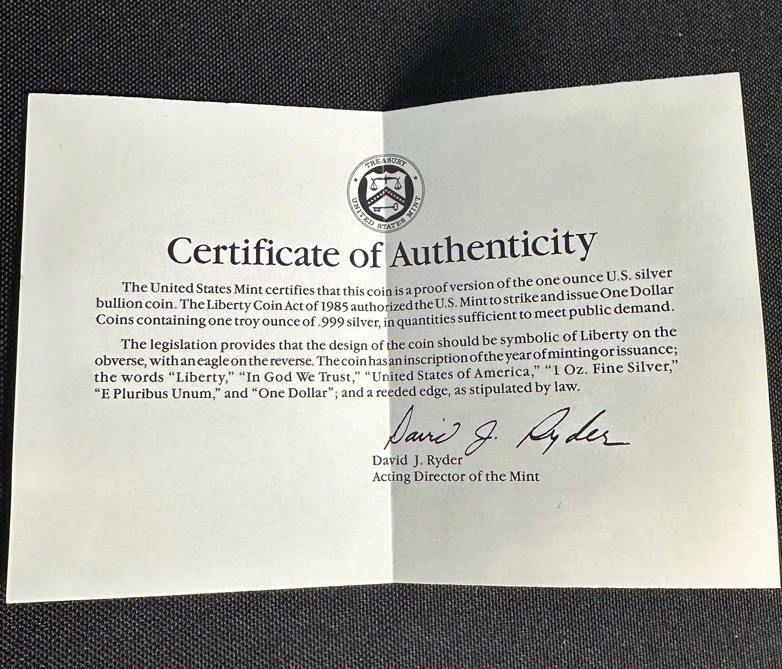 TREASURY
UNITED STATES MINT
Certificate of Authenticity
The United States Mint certifies that this coin is a proof version of the one ounce U.S. silver
bullion coin. The Liberty Coin Act of 1985 authorized the U.S. Mint to strike and issue One Dollar
Coins containing one troy ounce of .999 silver, in quantities sufficient to meet public demand.
The legislation provides that the design of the coin should be symbolic of Liberty on the
obverse, with an eagle on the reverse. The coin has an inscription of the year of minting or issuance;
the words “Liberty,” “In God We Trust,” “United States of America,” “1 Oz. Fine Silver,”
“E Pluribus Unum,” and “One Dollar”; and a reeded edge, as stipulated by law.
David J. Ryder
David J. Ryder
Acting Director of the Mint